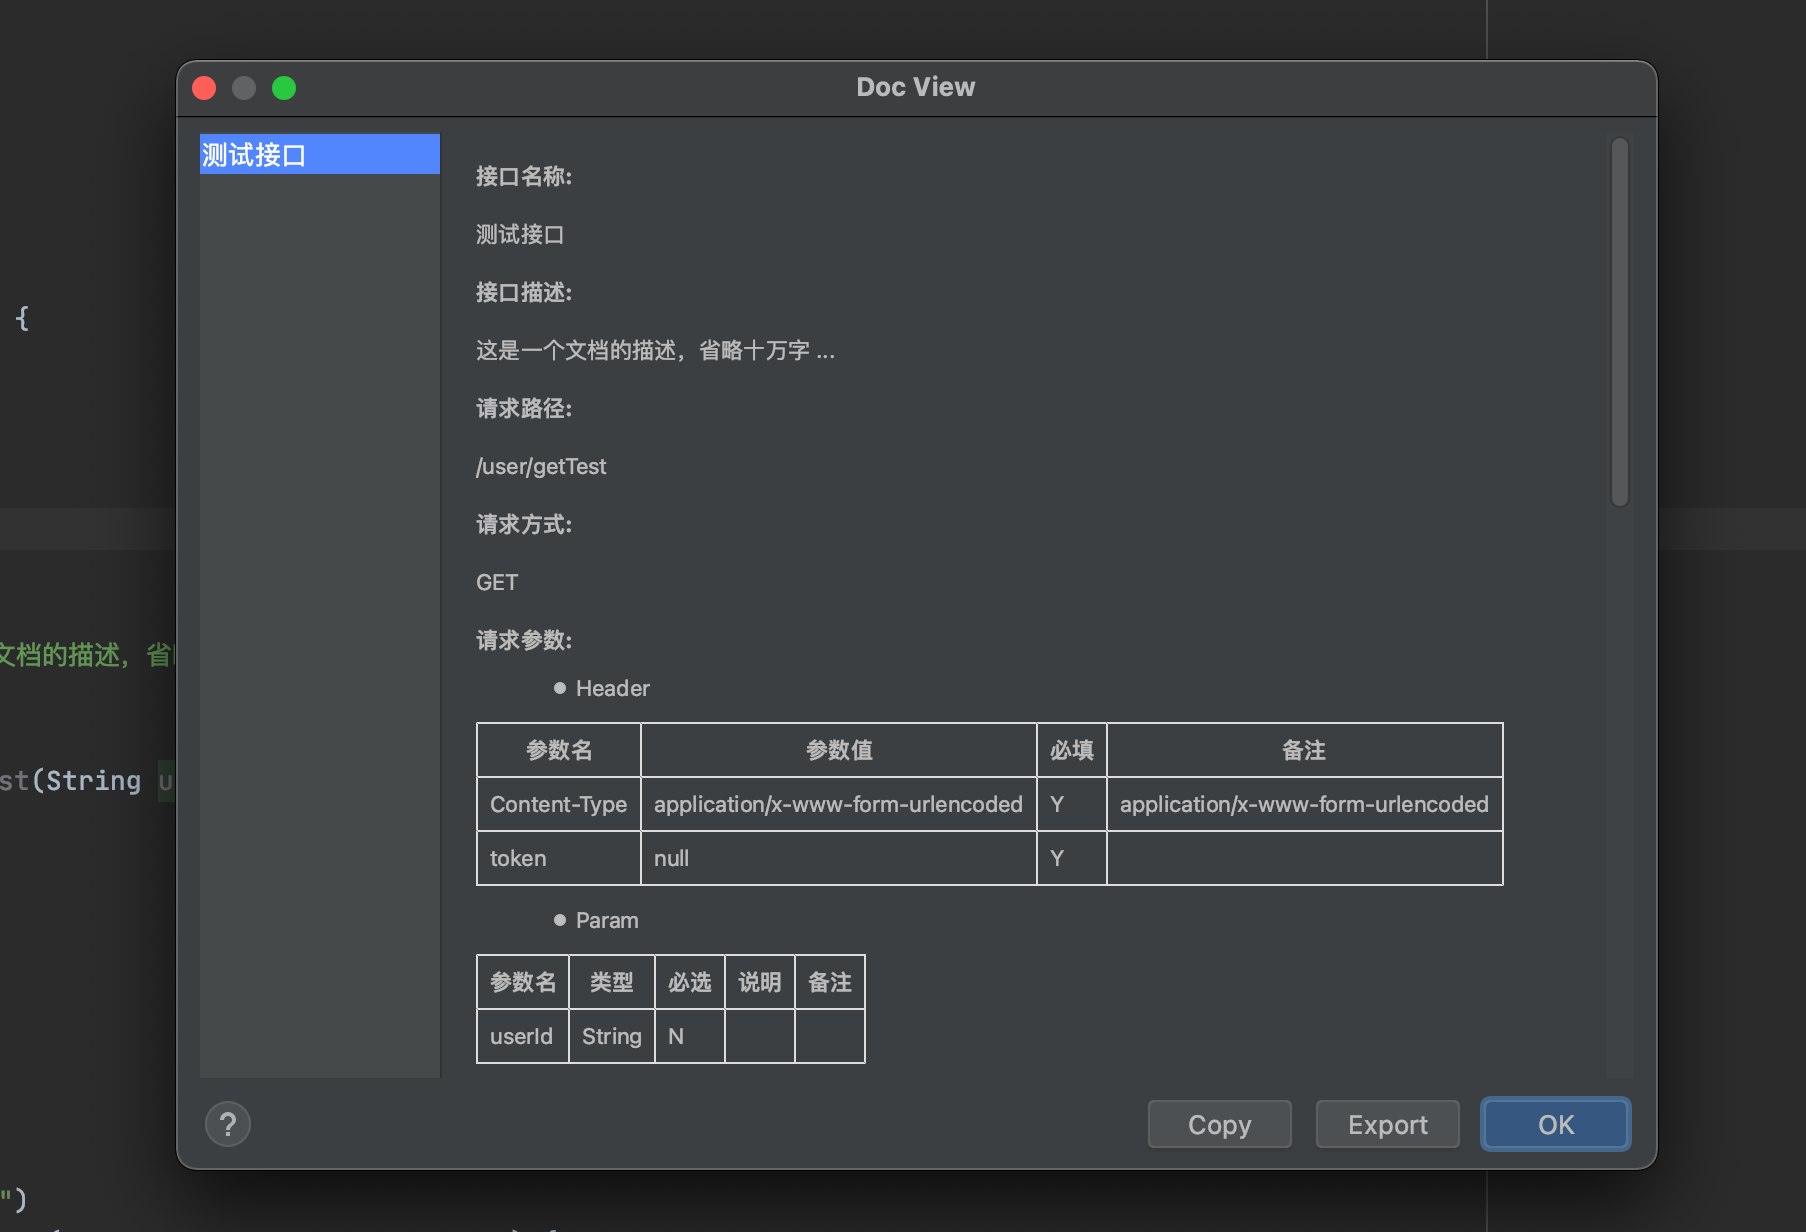 Doc View
测试接口
接口名称:
测试接口
接口描述:
这是一个文档的描述，省略十万字 ...
请求路径:
/user/getTest
请求方式:
GET
请求参数:
Header
参数名 参数值 必填 备注
Content-Type application/x-www-form-urlencoded Y application/x-www-form-urlencoded
token null Y
Param
参数名 类型 必选 说明 备注
userId String N
? Copy Export OK
{
文档的描述，省
st(String u
")